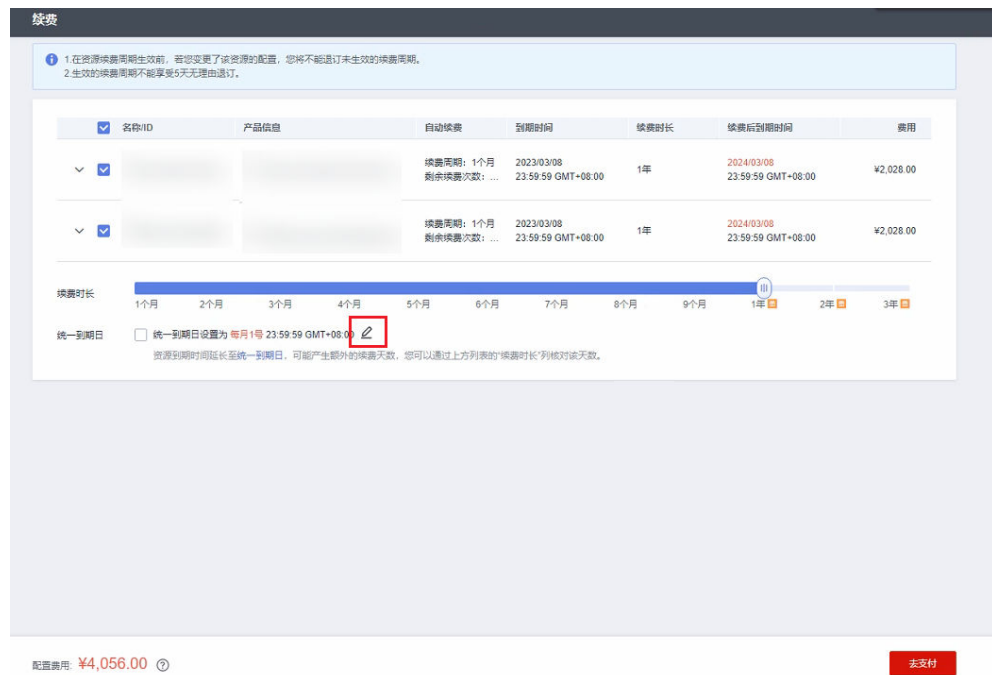 续费
1.在资源续费周期生效前，若您变更了该资源的配置，您将不能退订未生效的续费周期。
2.生效的续费周期不能享受5天无理由退订。
名称/ID 产品信息 自动续费 到期时间 续费时长 续费后到期时间 费用
续费周期：1个月 2023/03/08 1年 2024/03/08 ¥2,028.00
剩余续费次数：... 23:59:59 GMT+08:00 23:59:59 GMT+08:00
续费周期：1个月 2023/03/08 1年 2024/03/08 ¥2,028.00
剩余续费次数：... 23:59:59 GMT+08:00 23:59:59 GMT+08:00
续费时长
1个月 2个月 3个月 4个月 5个月 6个月 7个月 8个月 9个月 1年 2年 3年
统一到期日 统一到期日设置为 每月1号 23:59:59 GMT+08:00
资源到期时间延长至统一到期日，可能产生额外的续费天数，您可以通过上方列表的“续费时长”列核对该天数。
配置费用: ¥4,056.00
去支付